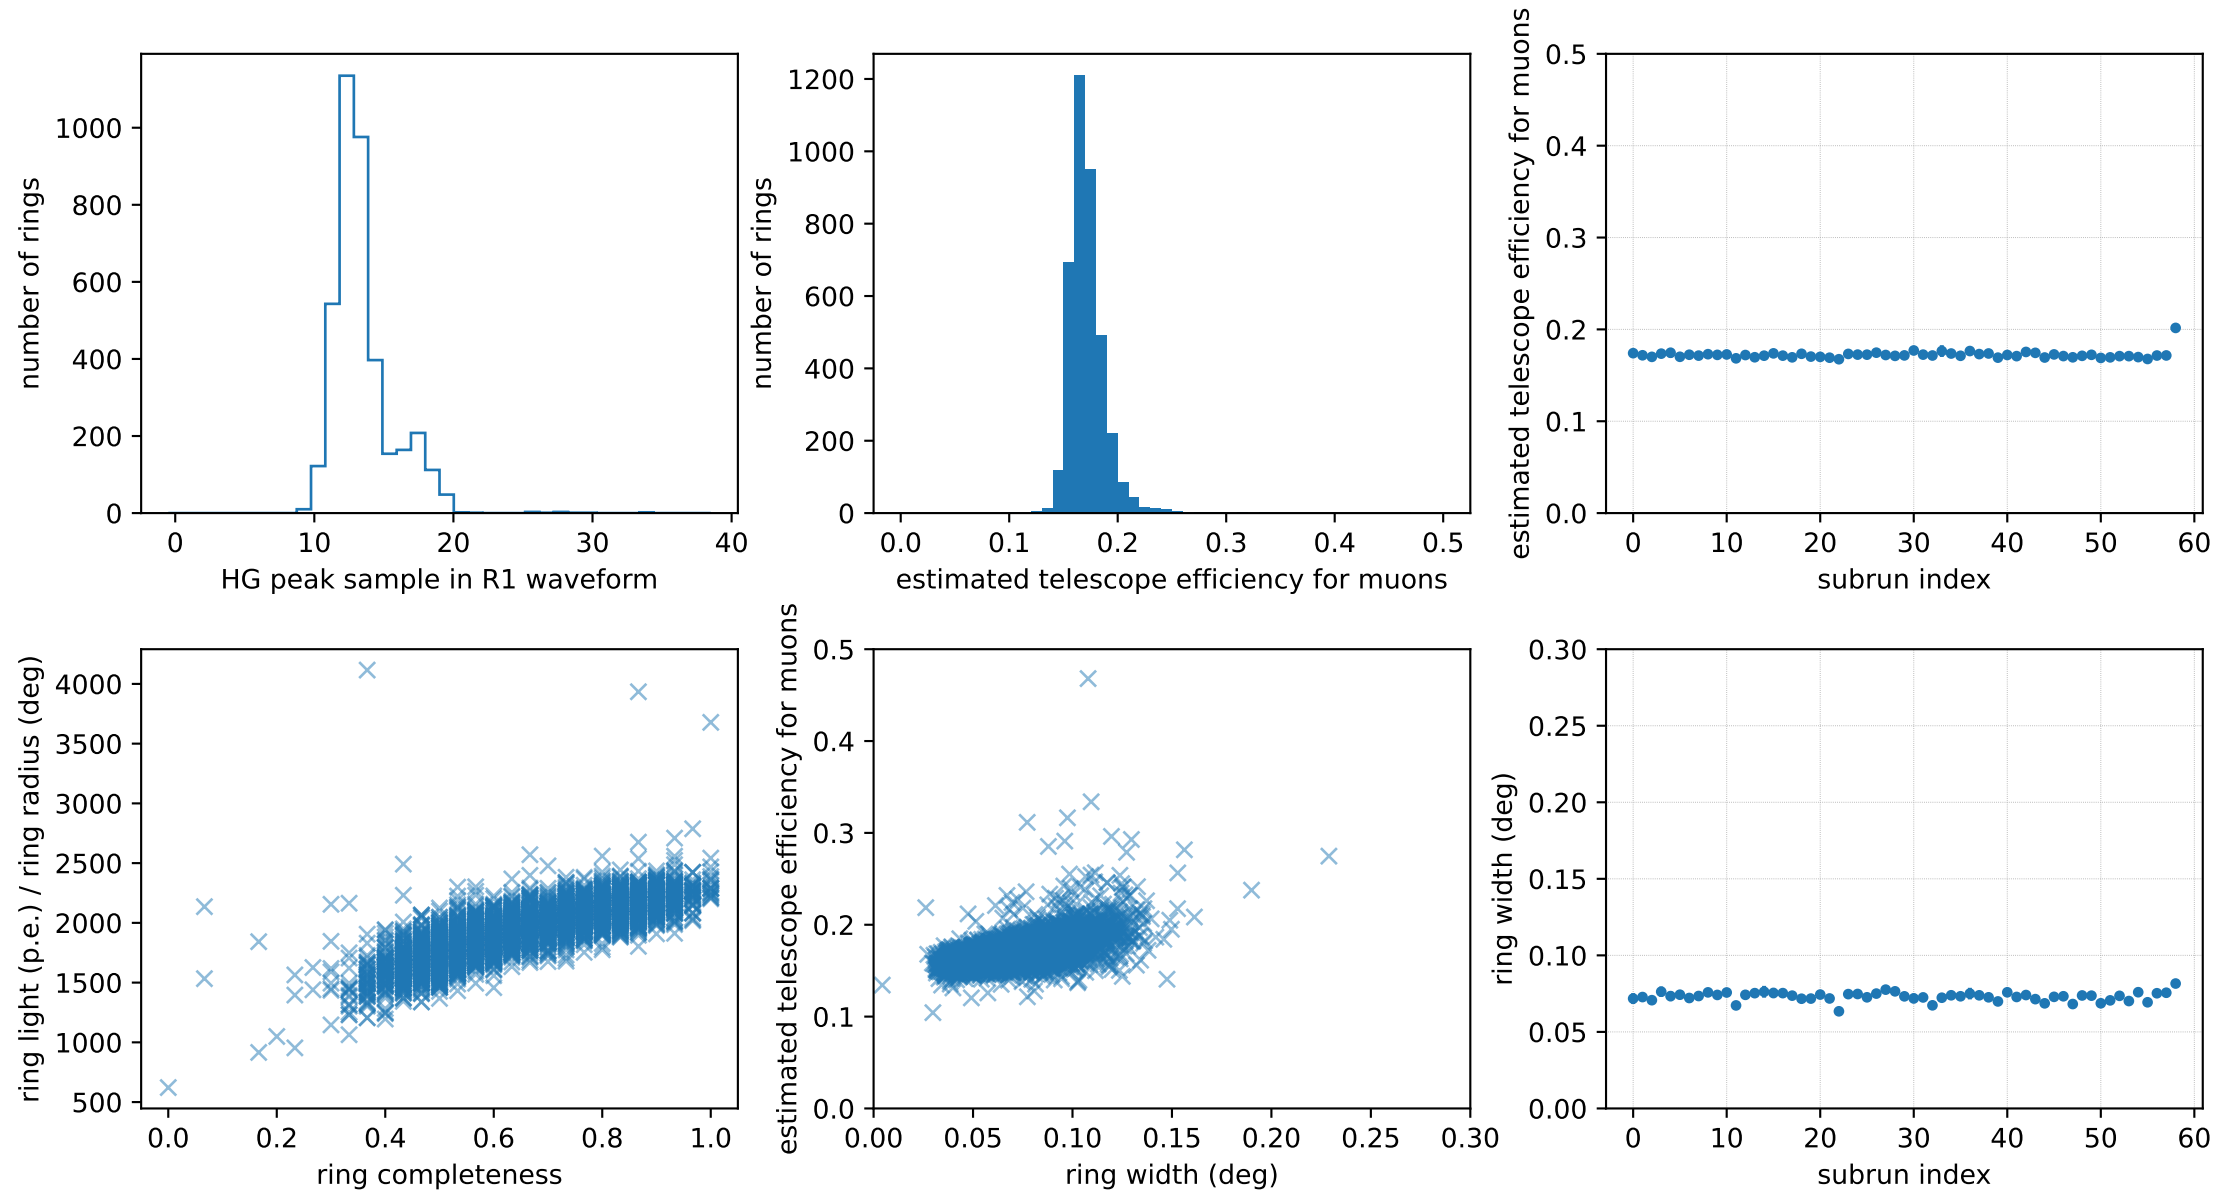 number of rings
1000
800
600
400
200
0
0 10 20 30 40
HG peak sample in R1 waveform
number of rings
1200
1000
800
600
400
200
0
0.0 0.1 0.2 0.3 0.4 0.5
estimated telescope efficiency for muons
estimated telescope efficiency for muons
0.5
0.4
0.3
0.2
0.1
0.0
0 10 20 30 40 50 60
subrun index
ring light (p.e.) / ring radius (deg)
4000
3500
3000
2500
2000
1500
1000
500
0.0 0.2 0.4 0.6 0.8 1.0
ring completeness
estimated telescope efficiency for muons
0.5
0.4
0.3
0.2
0.1
0.0
0.00 0.05 0.10 0.15 0.20 0.25 0.30
ring width (deg)
ring width (deg)
0.30
0.25
0.20
0.15
0.10
0.05
0.00
0 10 20 30 40 50 60
subrun index